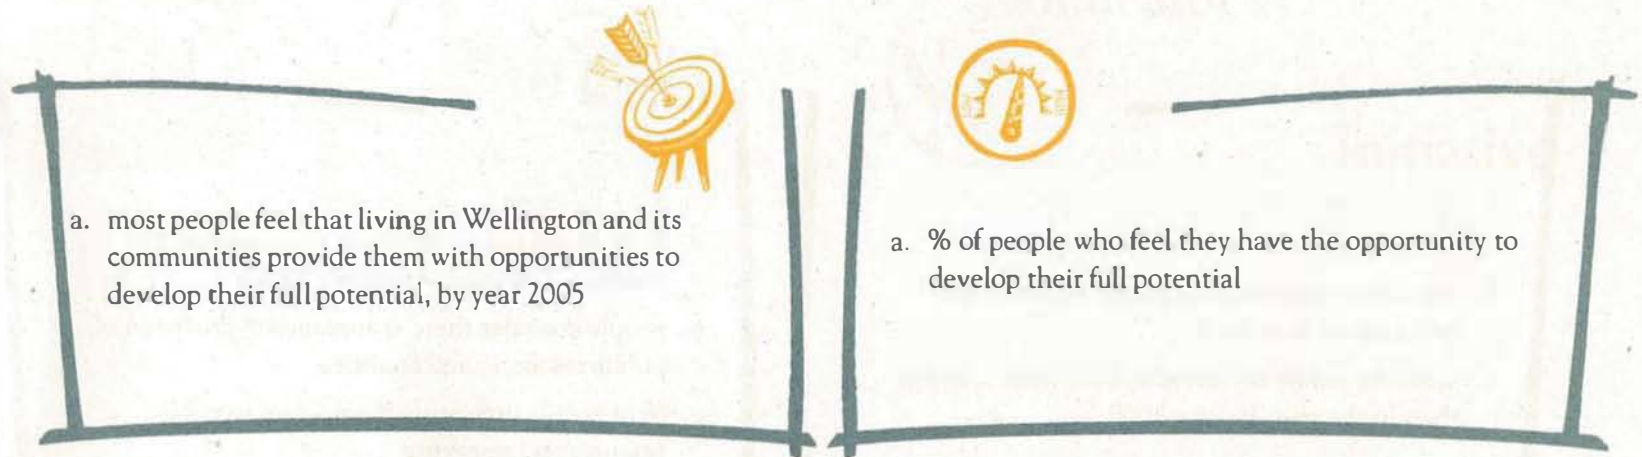 a. most people feel that living in Wellington and its
communities provide them with opportunities to
develop their full potential, by year 2005
a. % of people who feel they have the opportunity to
develop their full potential